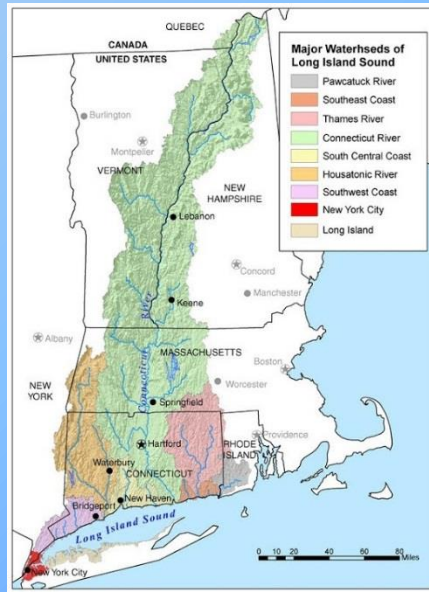 QUEBEC
CANADA
UNITED STATES
Major Waterhseds of
Long Island Sound
Pawcatuck River
Southeast Coast
Thames River
Connecticut River
South Central Coast
Housatonic River
Southwest Coast
New York City
Long Island
Burlington
Montpelier
VERMONT
NEW
HAMPSHIRE
Lebanon
Concord
Manchester
Keene
Connecticut River
Albany
MASSACHUSETTS
Boston
NEW
YORK
Worcester
Springfield
Hartford
Providence
RHODE
ISLAND
Waterbury
CONNECTICUT
New Haven
Bridgeport
Long Island Sound
New York City
0 20 40 60 80
Miles